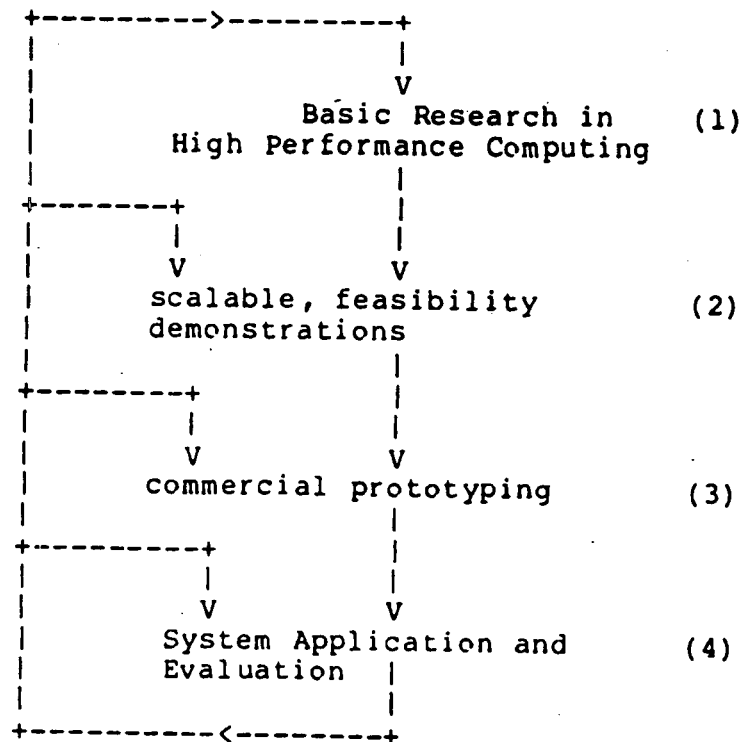 Basic Research in (1)
High Performance Computing
scalable, feasibility (2)
demonstrations
commercial prototyping (3)
System Application and (4)
Evaluation